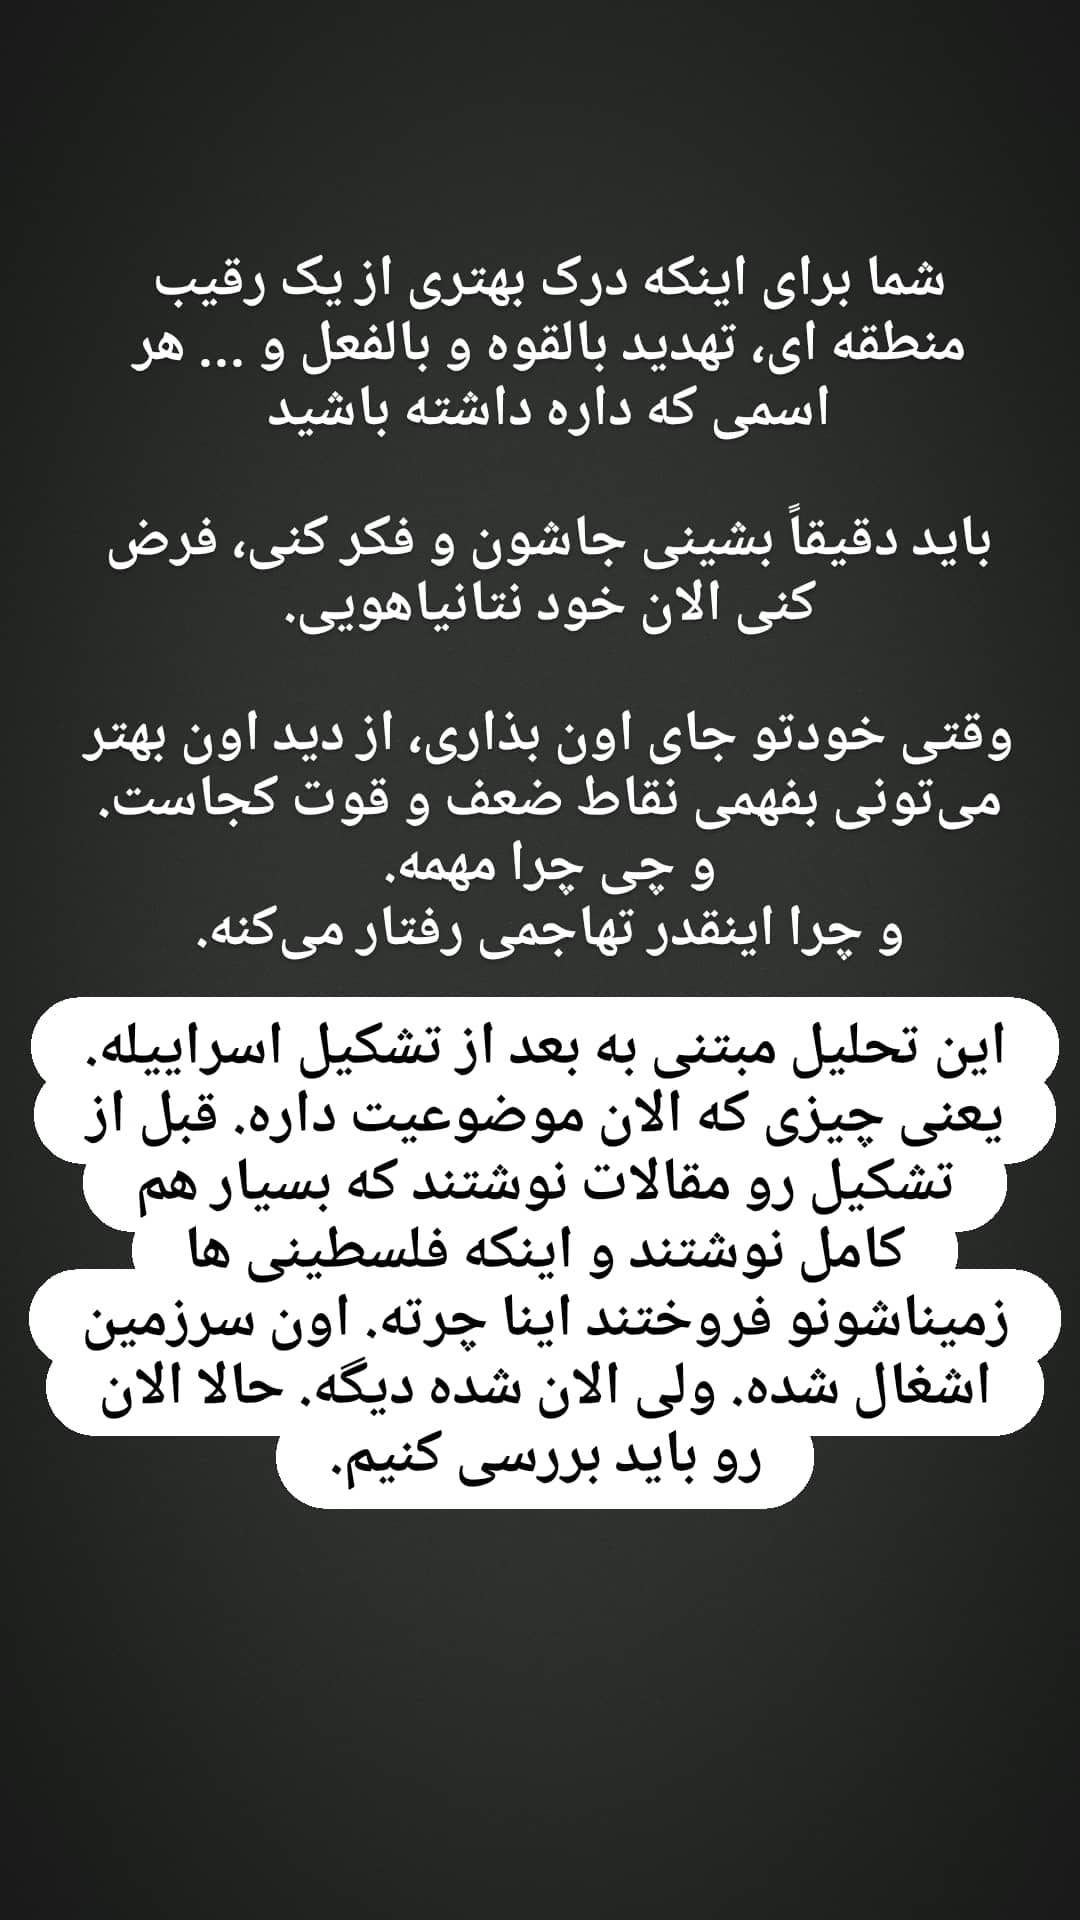 شما برای اینکه درک بهتری از یک رقیب
منطقه ای، تهدید بالقوه و بالفعل و ... هر
اسمی که داره داشته باشید
باید دقیقاً بشینی جاشون و فکر کنی، فرض
کنی الان خود نتانیاهویی.
وقتی خودتو جای اون بذاری، از دید اون بهتر
می‌تونی بفهمی نقاط ضعف و قوت کجاست.
و چی چرا مهمه.
و چرا اینقدر تهاجمی رفتار می‌کنه.
این تحلیل مبتنی به بعد از تشکیل اسراییله.
یعنی چیزی که الان موضوعیت داره. قبل از
تشکیل رو مقالات نوشتند که بسیار هم
کامل نوشتند و اینکه فلسطینی ها
زمیناشونو فروختند اینا چرته. اون سرزمین
اشغال شده. ولی الان شده دیگه. حالا الان
رو باید بررسی کنیم.